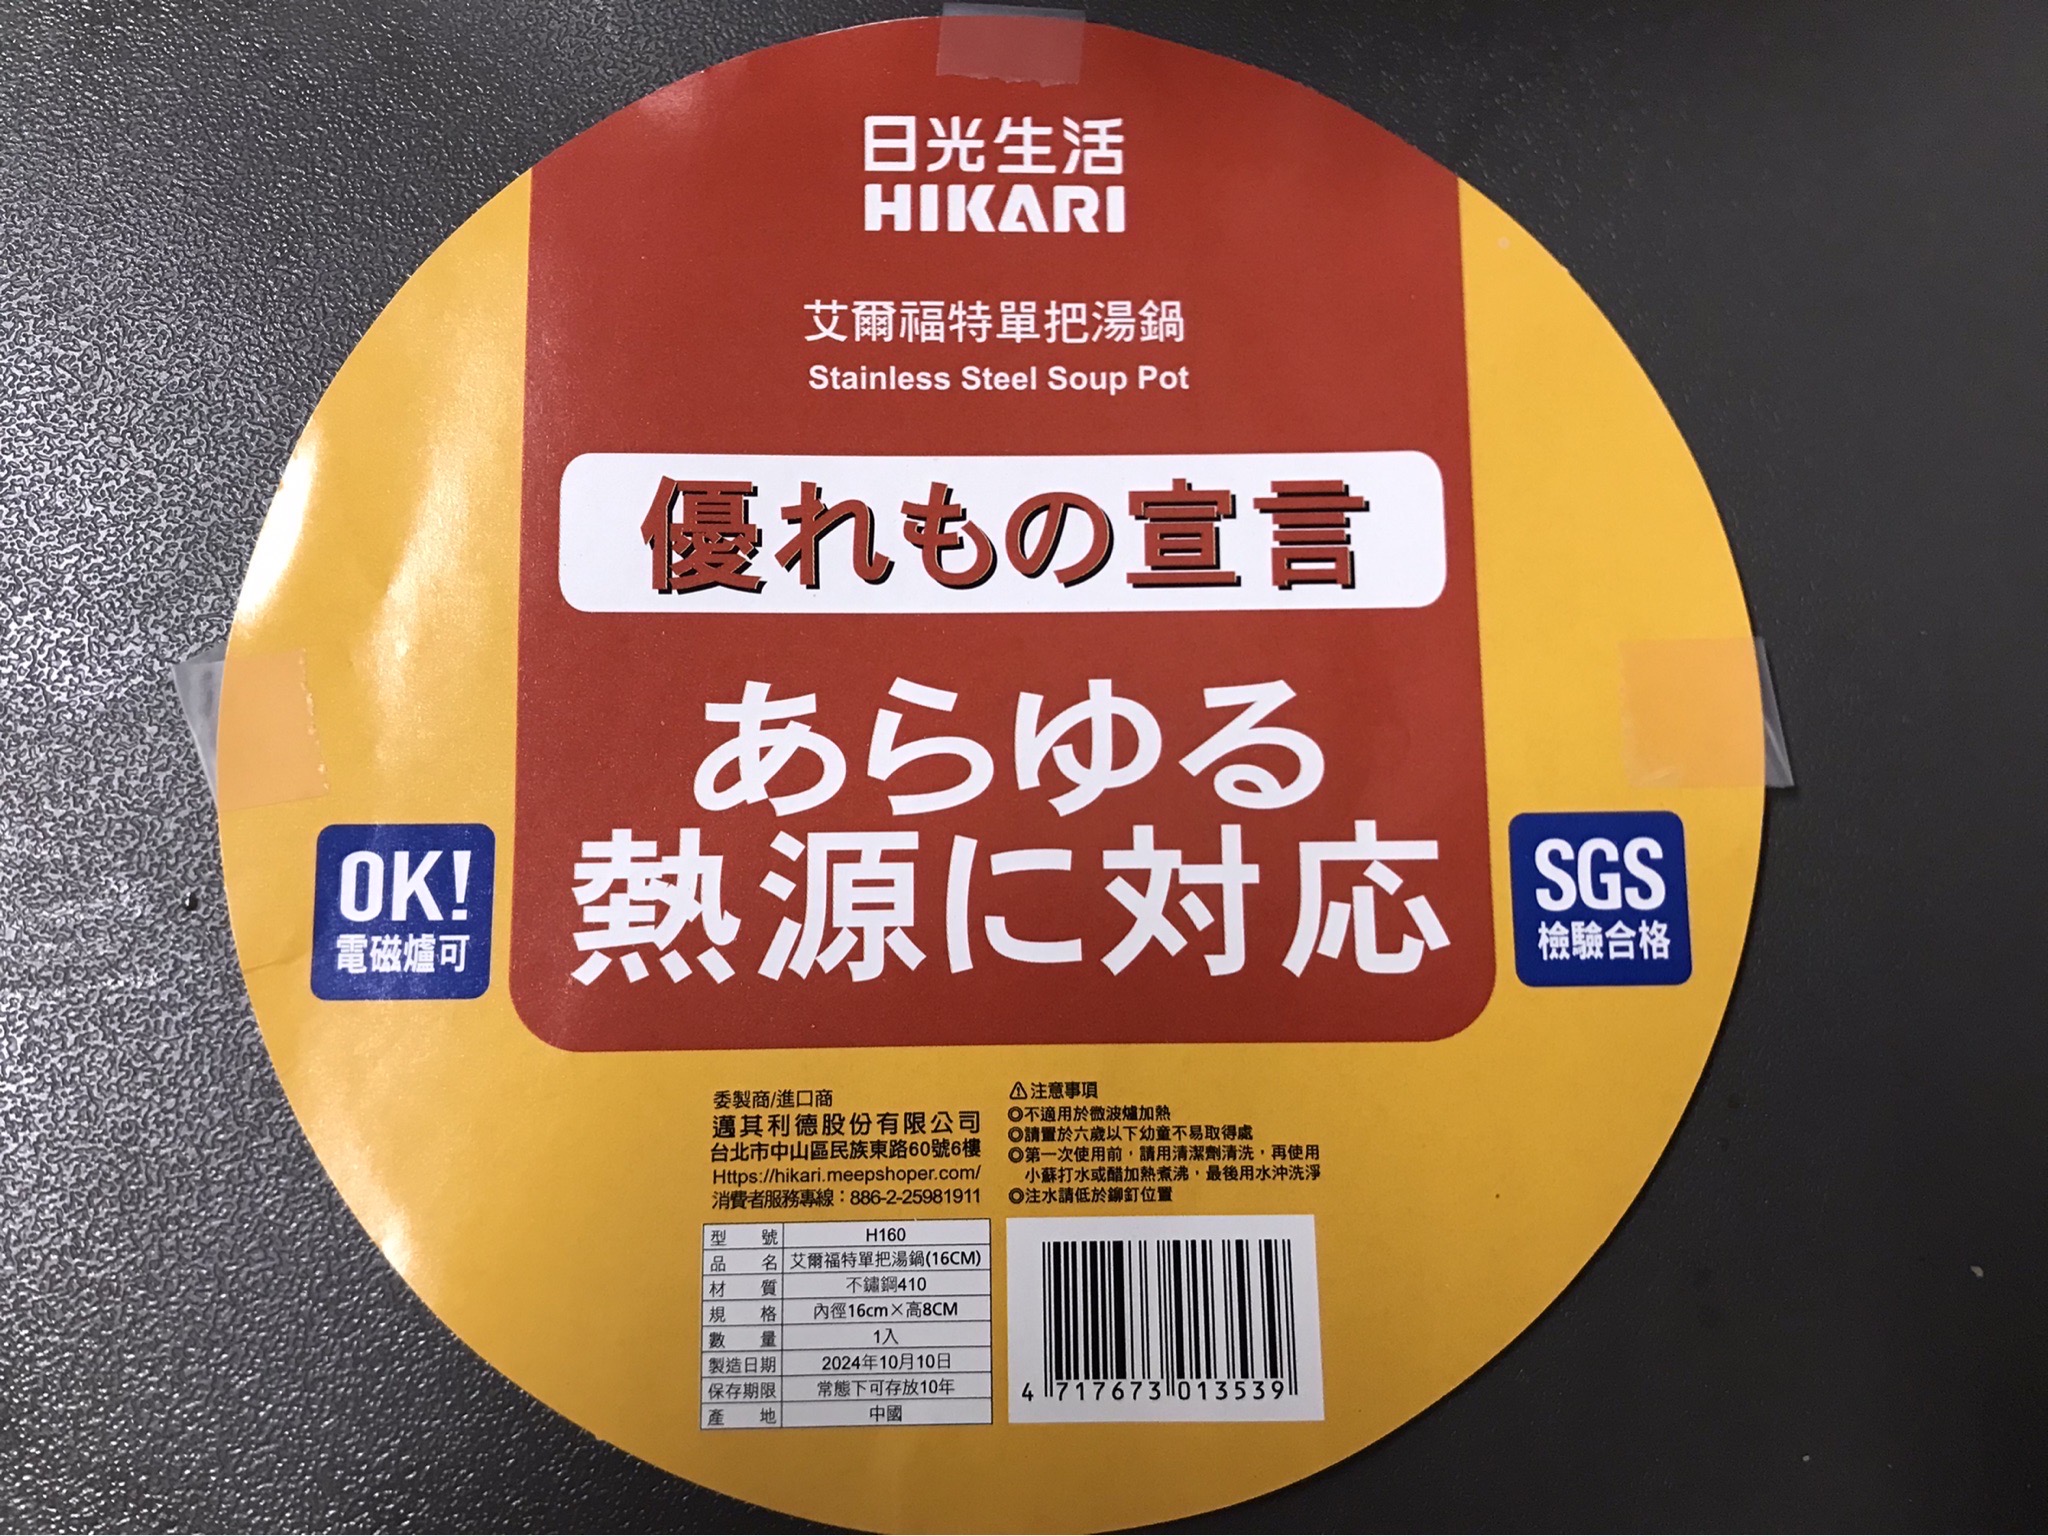 日光生活
HIKARI
艾爾福特單把湯鍋
Stainless Steel Soup Pot
優れもの宣言
あらゆる
熱源に対応
OK!
電磁爐可
SGS
檢驗合格
委製商/進口商
邁其利德股份有限公司
台北市中山區民族東路60號6樓
Https://hikari.meepshoper.com/
消費者服務專線：886-2-25981911
⚠注意事項
◎不適用於微波爐加熱
◎請置於六歲以下幼童不易取得處
◎第一次使用前，請用清潔劑清洗，再使用
小蘇打水或醋加熱煮沸，最後用水沖洗淨
◎注水請低於鉚釘位置
型號 H160
品名 艾爾福特單把湯鍋(16CM)
材質 不鏽鋼410
規格 內徑16cm×高8CM
數量 1入
製造日期 2024年10月10日
保存期限 常態下可存放10年
產地 中國
4 717673 013539